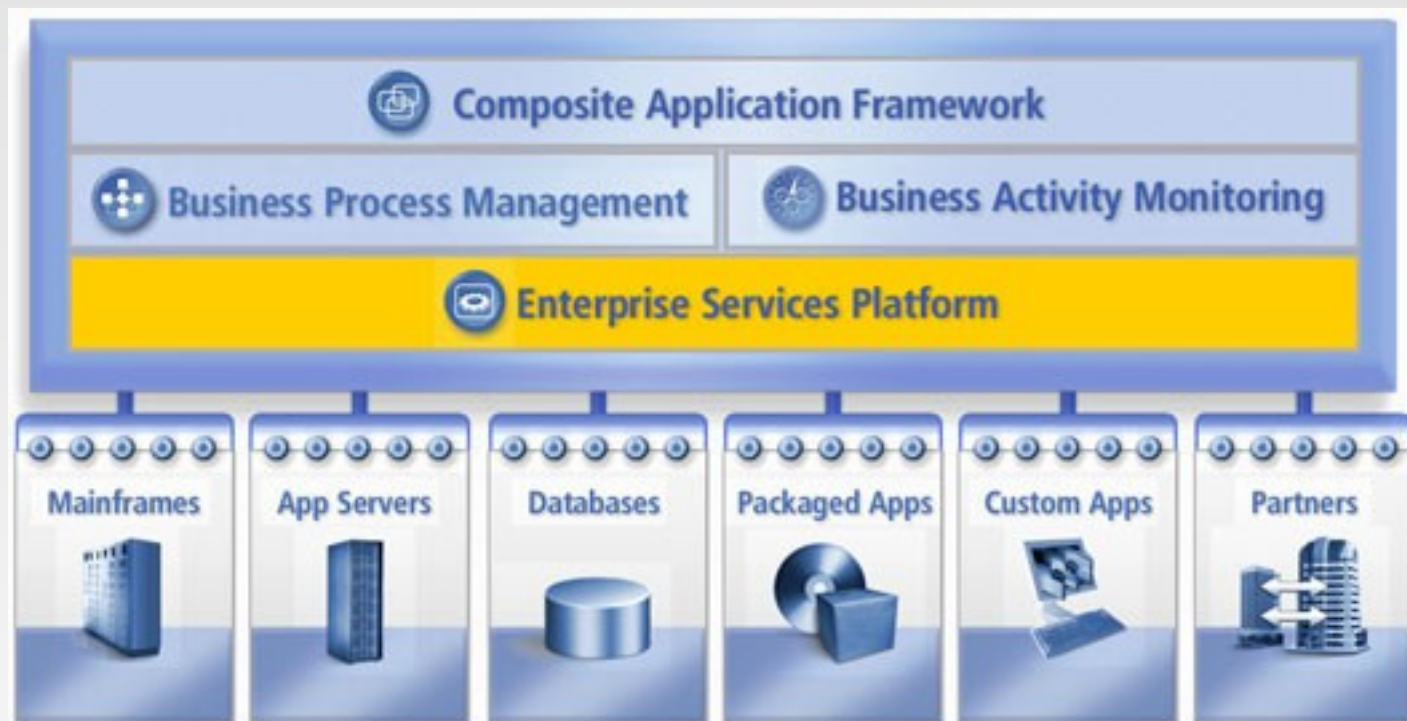 Composite Application Framework
Business Process Management
Business Activity Monitoring
Enterprise Services Platform
Mainframes
App Servers
Databases
Packaged Apps
Custom Apps
Partners